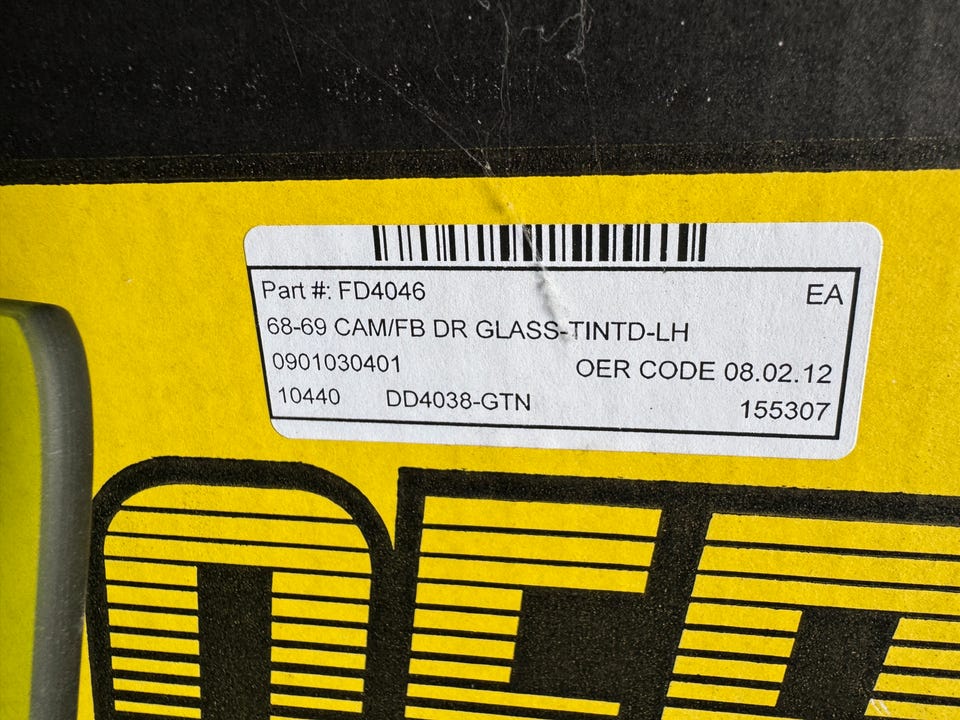 Part #: FD4046 EA
68-69 CAM/FB DR GLASS-TINTD-LH
0901030401 OER CODE 08.02.12
10440 DD4038-GTN 155307
OER